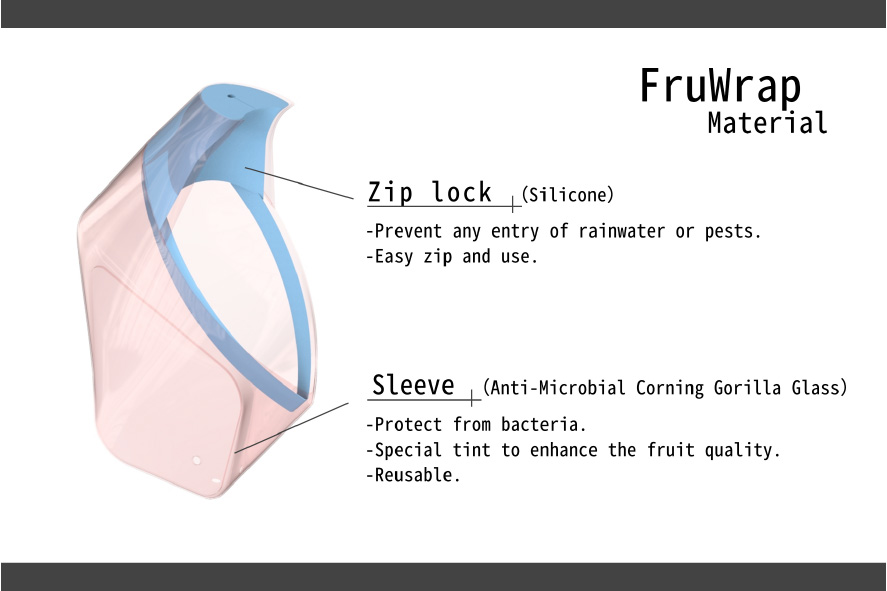 FruWrap
Material
Zip lock (Silicone)
-Prevent any entry of rainwater or pests.
-Easy zip and use.
Sleeve (Anti-Microbial Corning Gorilla Glass)
-Protect from bacteria.
-Special tint to enhance the fruit quality.
-Reusable.